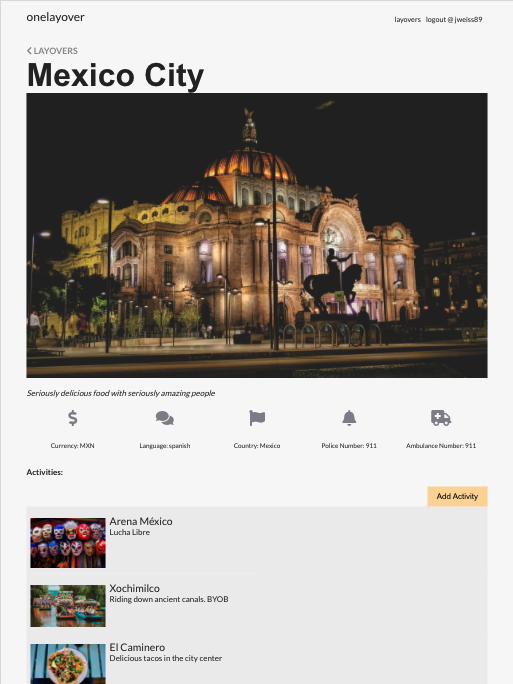 onelayover
layovers logout @ jweiss89
LAYOVERS
Mexico City
Seriously delicious food with seriously amazing people
Currency: MXN
Language: spanish
Country: Mexico
Police Number: 911
Ambulance Number: 911
Activities:
Add Activity
Arena México
Lucha Libre
Xochimilco
Riding down ancient canals. BYOB
El Caminero
Delicious tacos in the city center